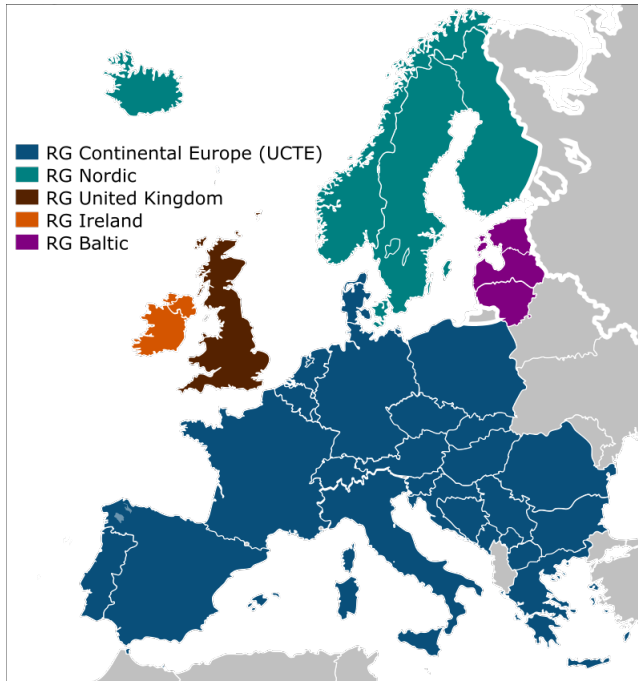 RG Continental Europe (UCTE)
RG Nordic
RG United Kingdom
RG Ireland
RG Baltic